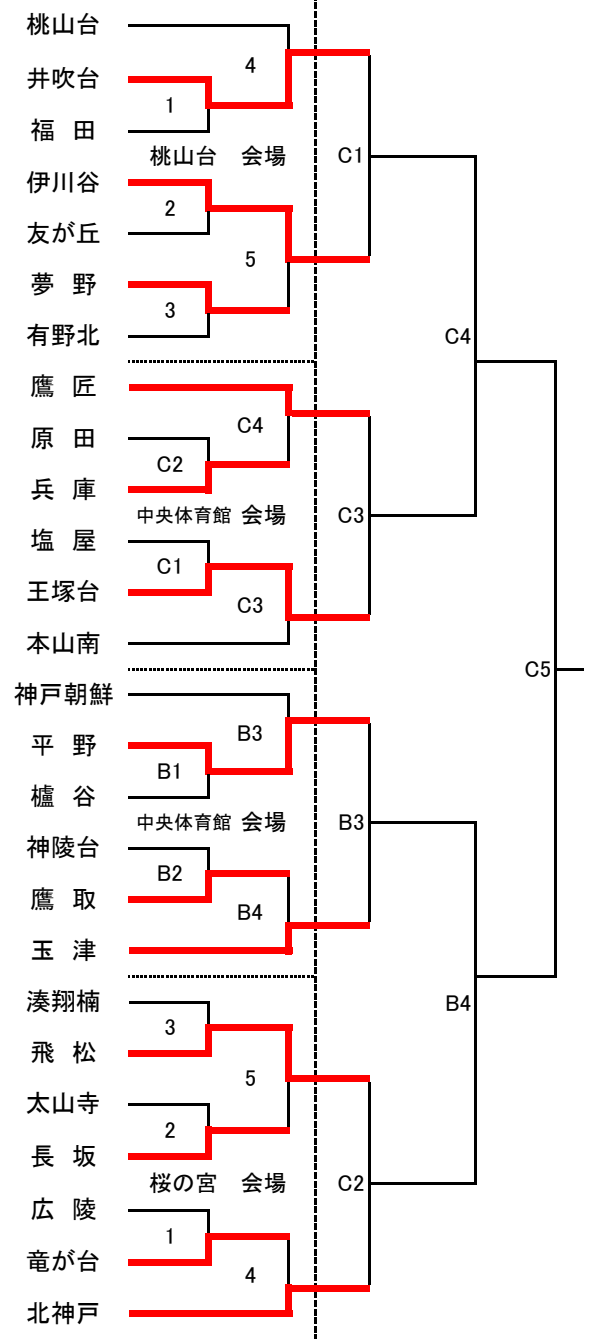 桃山台
4
井吹台
1
福　田
桃山台　会場
C1
伊川谷
2
友が丘
5
夢　野
3
有野北
C4
鷹　匠
C4
原　田
C2
兵　庫
中央体育館 会場
C3
塩　屋
C1
王塚台
C3
本山南
C5
神戸朝鮮
B3
平　野
B1
櫨　谷
中央体育館 会場
B3
神陵台
B2
鷹　取
B4
玉　津
湊翔楠
B4
3
飛　松
5
太山寺
2
長　坂
桜の宮　会場
C2
広　陵
1
竜が台
4
北神戸